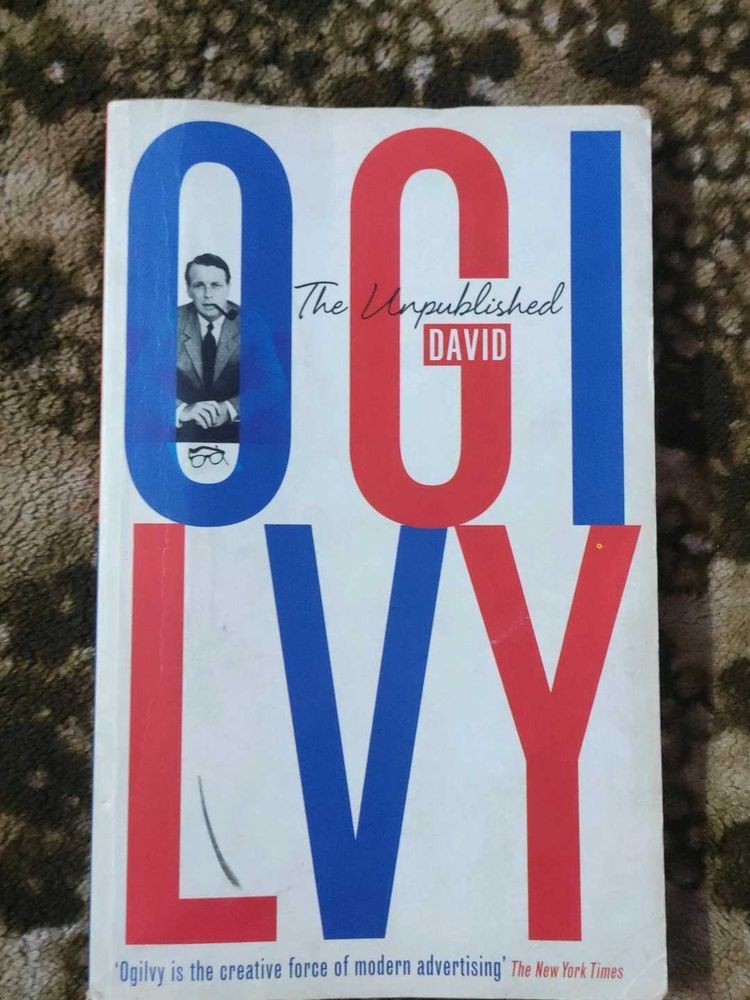 OGI
The Unpublished
DAVID
LVY
'Ogilvy is the creative force of modern advertising' The New York Times